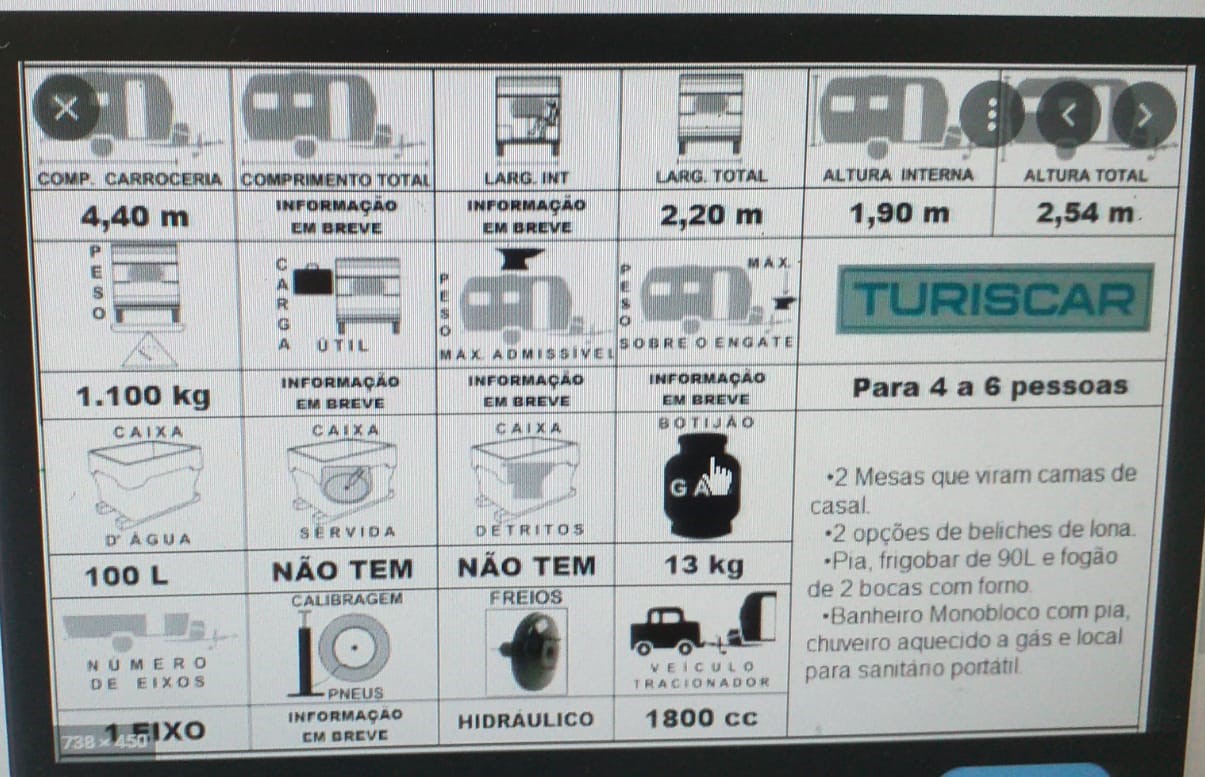 COMP. CARROCERIA
COMPRIMENTO TOTAL
LARG. INT
LARG. TOTAL
ALTURA INTERNA
ALTURA TOTAL
4,40 m
INFORMAÇÃO
EM BREVE
INFORMAÇÃO
EM BREVE
2,20 m
1,90 m
2,54 m
PESO
CARGA
ÚTIL
PESO
MÁX. ADMISSÍVEL
PESO
MÁX.
SOBRE O ENGATE
TURISCAR
1.100 kg
INFORMAÇÃO
EM BREVE
INFORMAÇÃO
EM BREVE
INFORMAÇÃO
EM BREVE
Para 4 a 6 pessoas
CAIXA
D' ÁGUA
CAIXA
SERVIDA
CAIXA
DETRITOS
BOTIJÃO
GA
100 L
NÃO TEM
NÃO TEM
13 kg
•2 Mesas que viram camas de
casal.
•2 opções de beliches de lona.
•Pia, frigobar de 90L e fogão
de 2 bocas com forno.
•Banheiro Monobloco com pia,
chuveiro aquecido a gás e local
para sanitário portátil.
NÚMERO
DE EIXOS
CALIBRAGEM
PNEUS
FREIOS
VEÍCULO
TRACIONADOR
1 EIXO
INFORMAÇÃO
EM BREVE
HIDRÁULICO
1800 cc
738 × 450